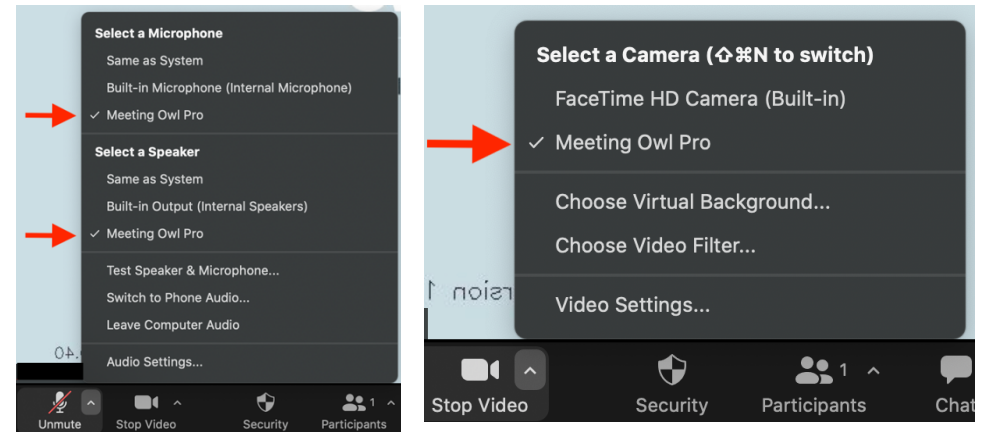 Select a Microphone
Same as System
Built-in Microphone (Internal Microphone)
✓ Meeting Owl Pro
Select a Speaker
Same as System
Built-in Output (Internal Speakers)
✓ Meeting Owl Pro
Test Speaker & Microphone...
Switch to Phone Audio...
Leave Computer Audio
Audio Settings...
Unmute
Stop Video
Security
1
Participants
Select a Camera (⇧⌘N to switch)
FaceTime HD Camera (Built-in)
✓ Meeting Owl Pro
Choose Virtual Background...
Choose Video Filter...
Video Settings...
Stop Video
Security
1
Participants
Chat